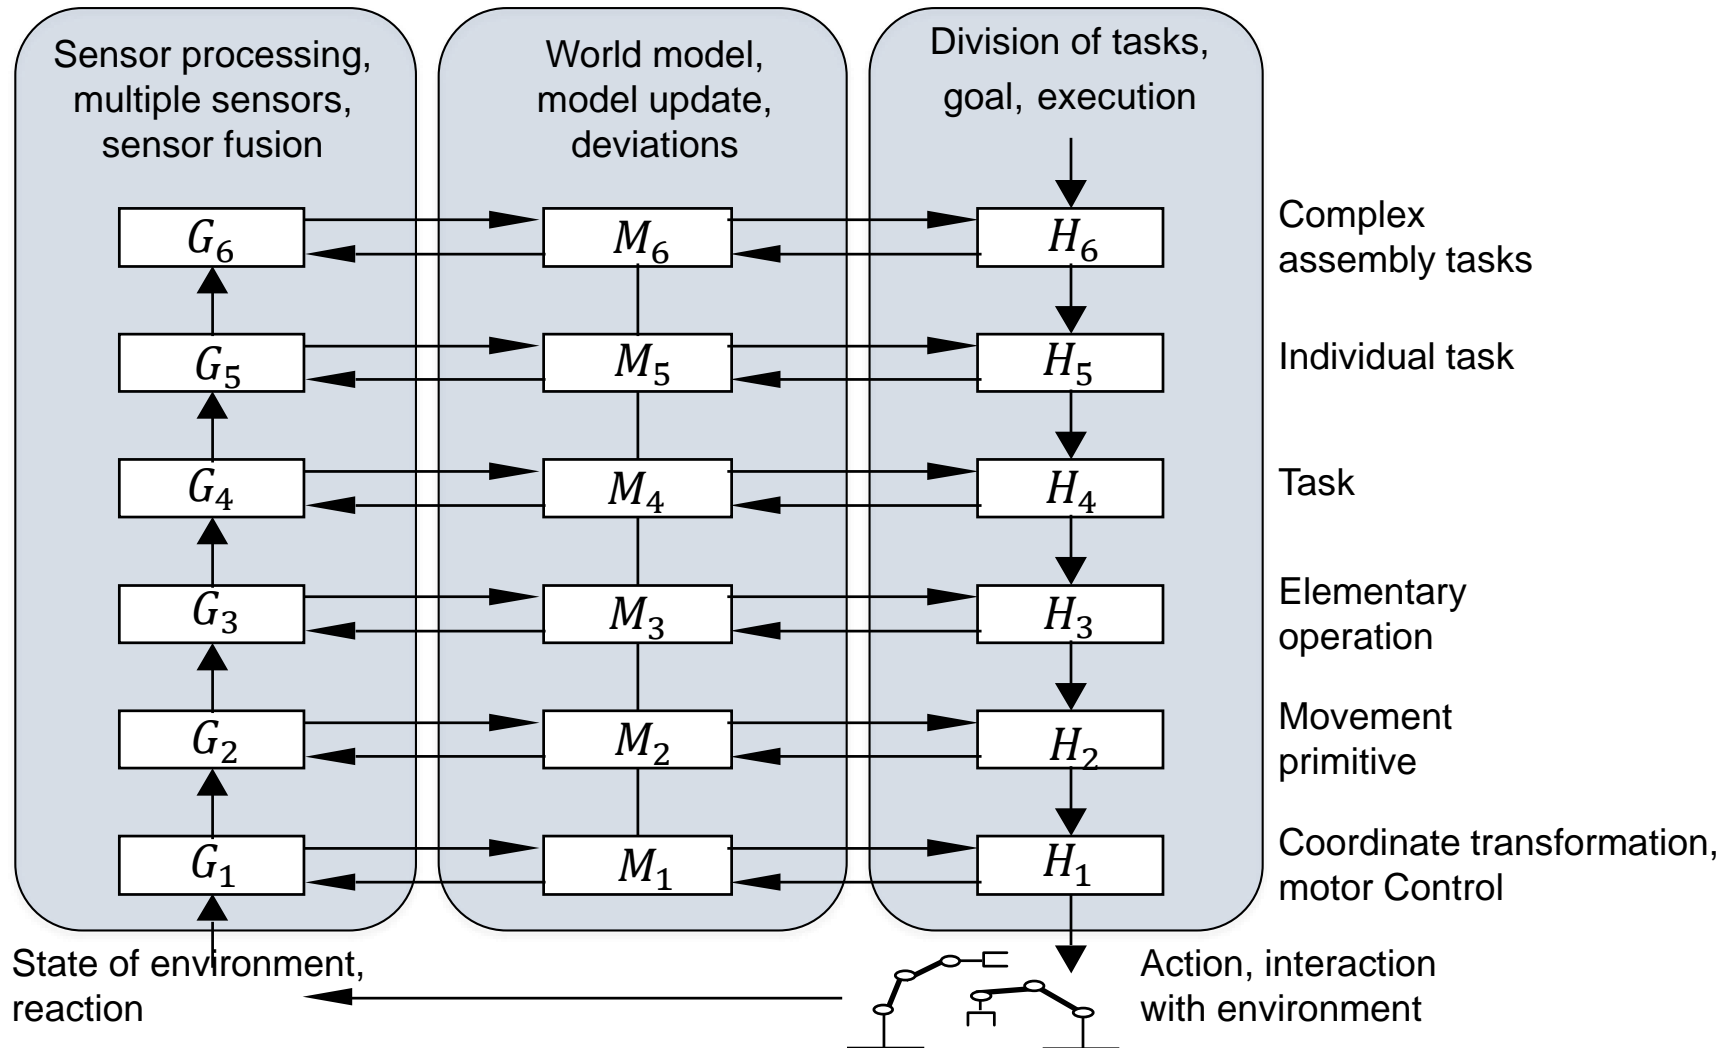 Sensor processing,
multiple sensors,
sensor fusion
World model,
model update,
deviations
Division of tasks,
goal, execution
G₆
M₆
H₆
Complex
assembly tasks
G₅
M₅
H₅
Individual task
G₄
M₄
H₄
Task
G₃
M₃
H₃
Elementary
operation
G₂
M₂
H₂
Movement
primitive
G₁
M₁
H₁
Coordinate transformation,
motor Control
State of environment,
reaction
Action, interaction
with environment